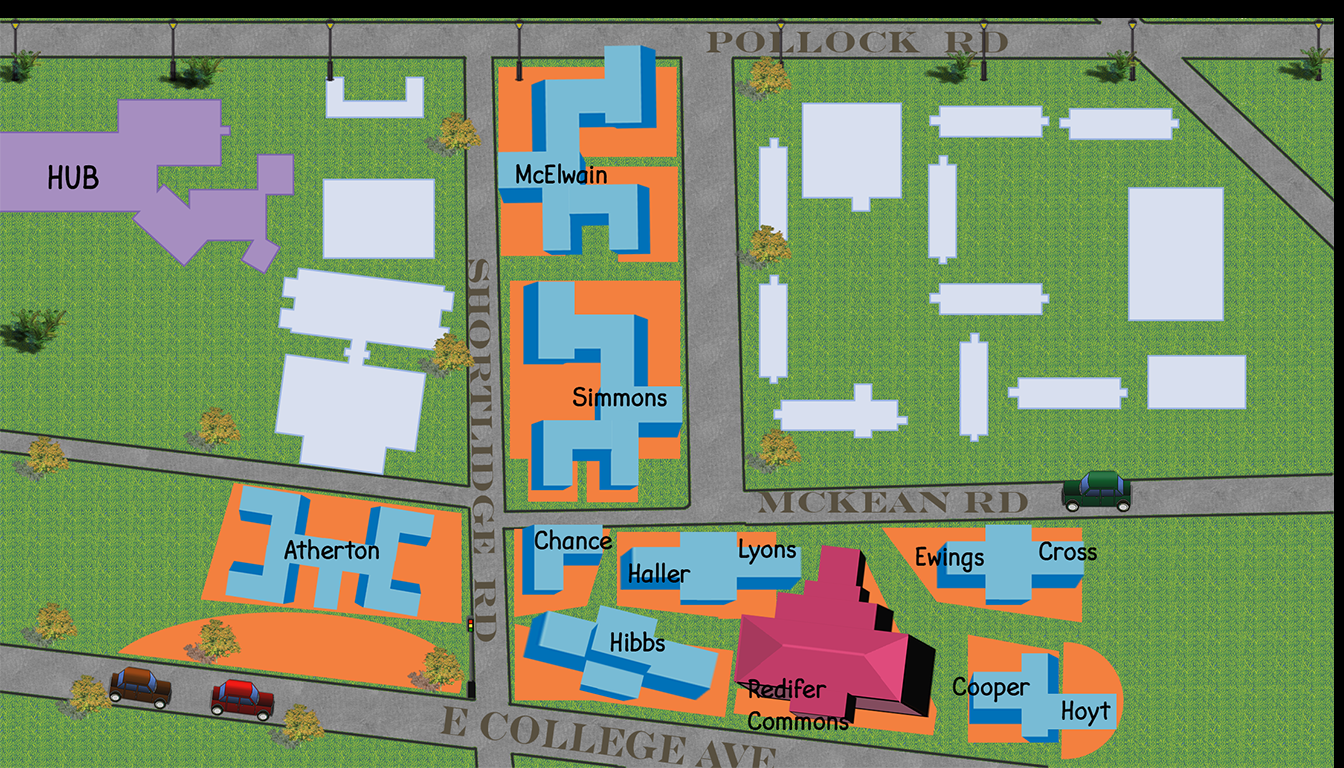 POLLOCK RD
HUB
McElwain
SHORTLIDGE RD
Simmons
MCKEAN RD
Atherton
Chance
Haller
Lyons
Ewings
Cross
Hibbs
Redifer
Commons
Cooper
Hoyt
E COLLEGE AVE